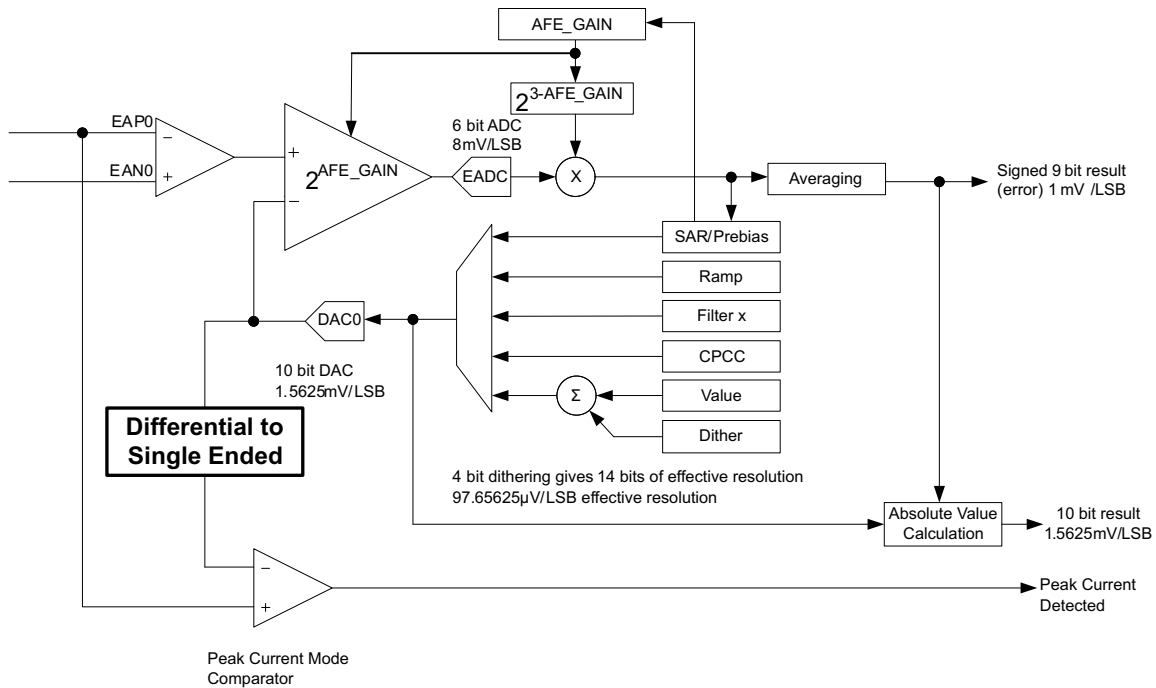 AFE_GAIN
2^3-AFE_GAIN
EAP0
−
EAN0
+
+
2^AFE_GAIN
−
6 bit ADC
8mV/LSB
EADC
X
Averaging
Signed 9 bit result
(error) 1 mV /LSB
SAR/Prebias
Ramp
Filter x
CPCC
Value
Dither
Σ
DAC0
10 bit DAC
1.5625mV/LSB
Differential to
Single Ended
4 bit dithering gives 14 bits of effective resolution
97.65625μV/LSB effective resolution
Absolute Value
Calculation
10 bit result
1.5625mV/LSB
−
+
Peak Current
Detected
Peak Current Mode
Comparator